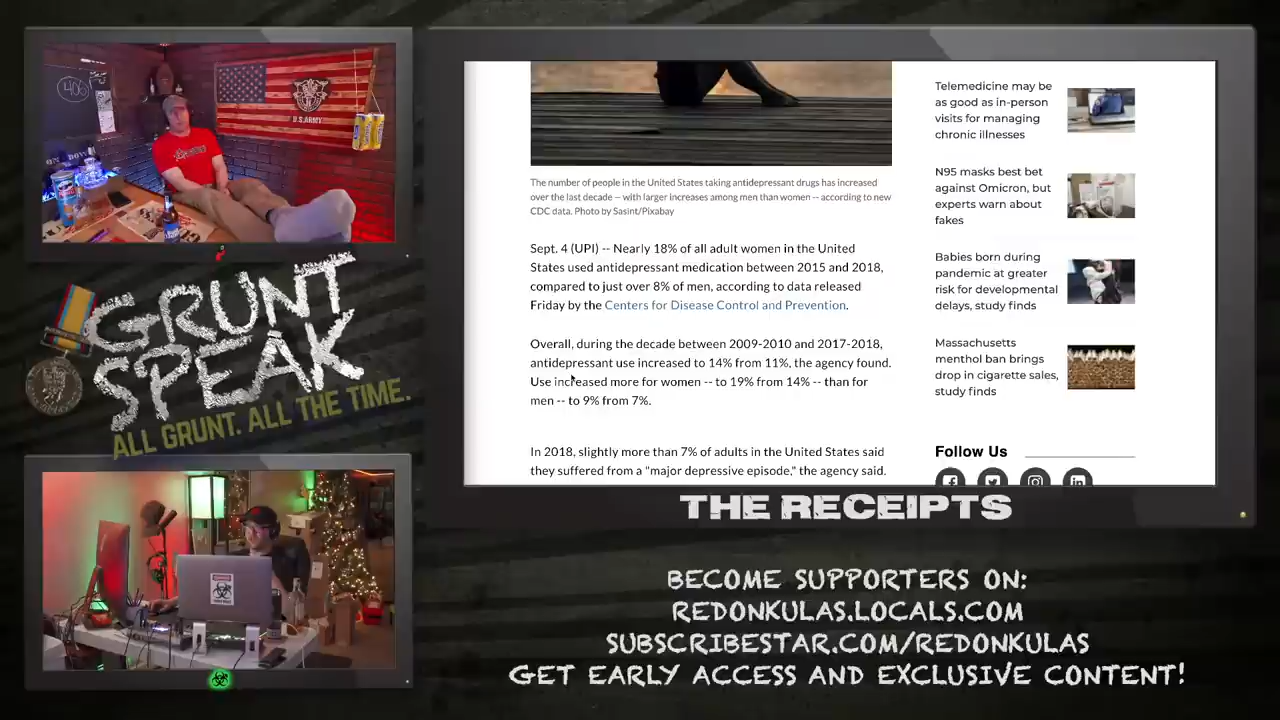 406
U.S. ARMY
GRUNT
SPEAK
ALL GRUNT. ALL THE TIME.
The number of people in the United States taking antidepressant drugs has increased
over the last decade -- with larger increases among men than women -- according to new
CDC data. Photo by Sasint/Pixabay
Sept. 4 (UPI) -- Nearly 18% of all adult women in the United
States used antidepressant medication between 2015 and 2018,
compared to just over 8% of men, according to data released
Friday by the Centers for Disease Control and Prevention.
Overall, during the decade between 2009-2010 and 2017-2018,
antidepressant use increased to 14% from 11%, the agency found.
Use increased more for women -- to 19% from 14% -- than for
men -- to 9% from 7%.
In 2018, slightly more than 7% of adults in the United States said
they suffered from a "major depressive episode," the agency said.
Telemedicine may be
as good as in-person
visits for managing
chronic illnesses
N95 masks best bet
against Omicron, but
experts warn about
fakes
Babies born during
pandemic at greater
risk for developmental
delays, study finds
Massachusetts
menthol ban brings
drop in cigarette sales,
study finds
Follow Us
THE RECEIPTS
BECOME SUPPORTERS ON:
REDONKULAS.LOCALS.COM
SUBSCRIBESTAR.COM/REDONKULAS
GET EARLY ACCESS AND EXCLUSIVE CONTENT!